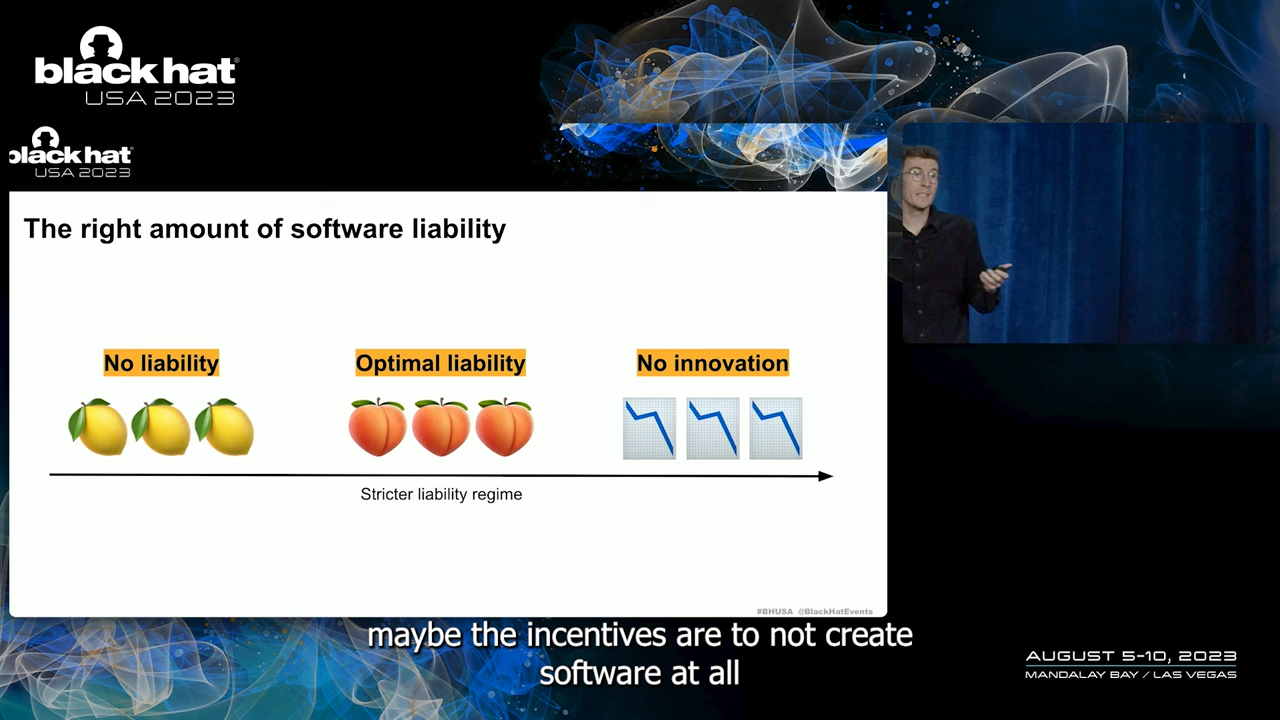 black hat®
USA 2023
black hat®
USA 2023
The right amount of software liability
No liability
Optimal liability
No innovation
Stricter liability regime
#BHUSA @BlackHatEvents
maybe the incentives are to not create
software at all
AUGUST 5-10, 2023
MANDALAY BAY / LAS VEGAS